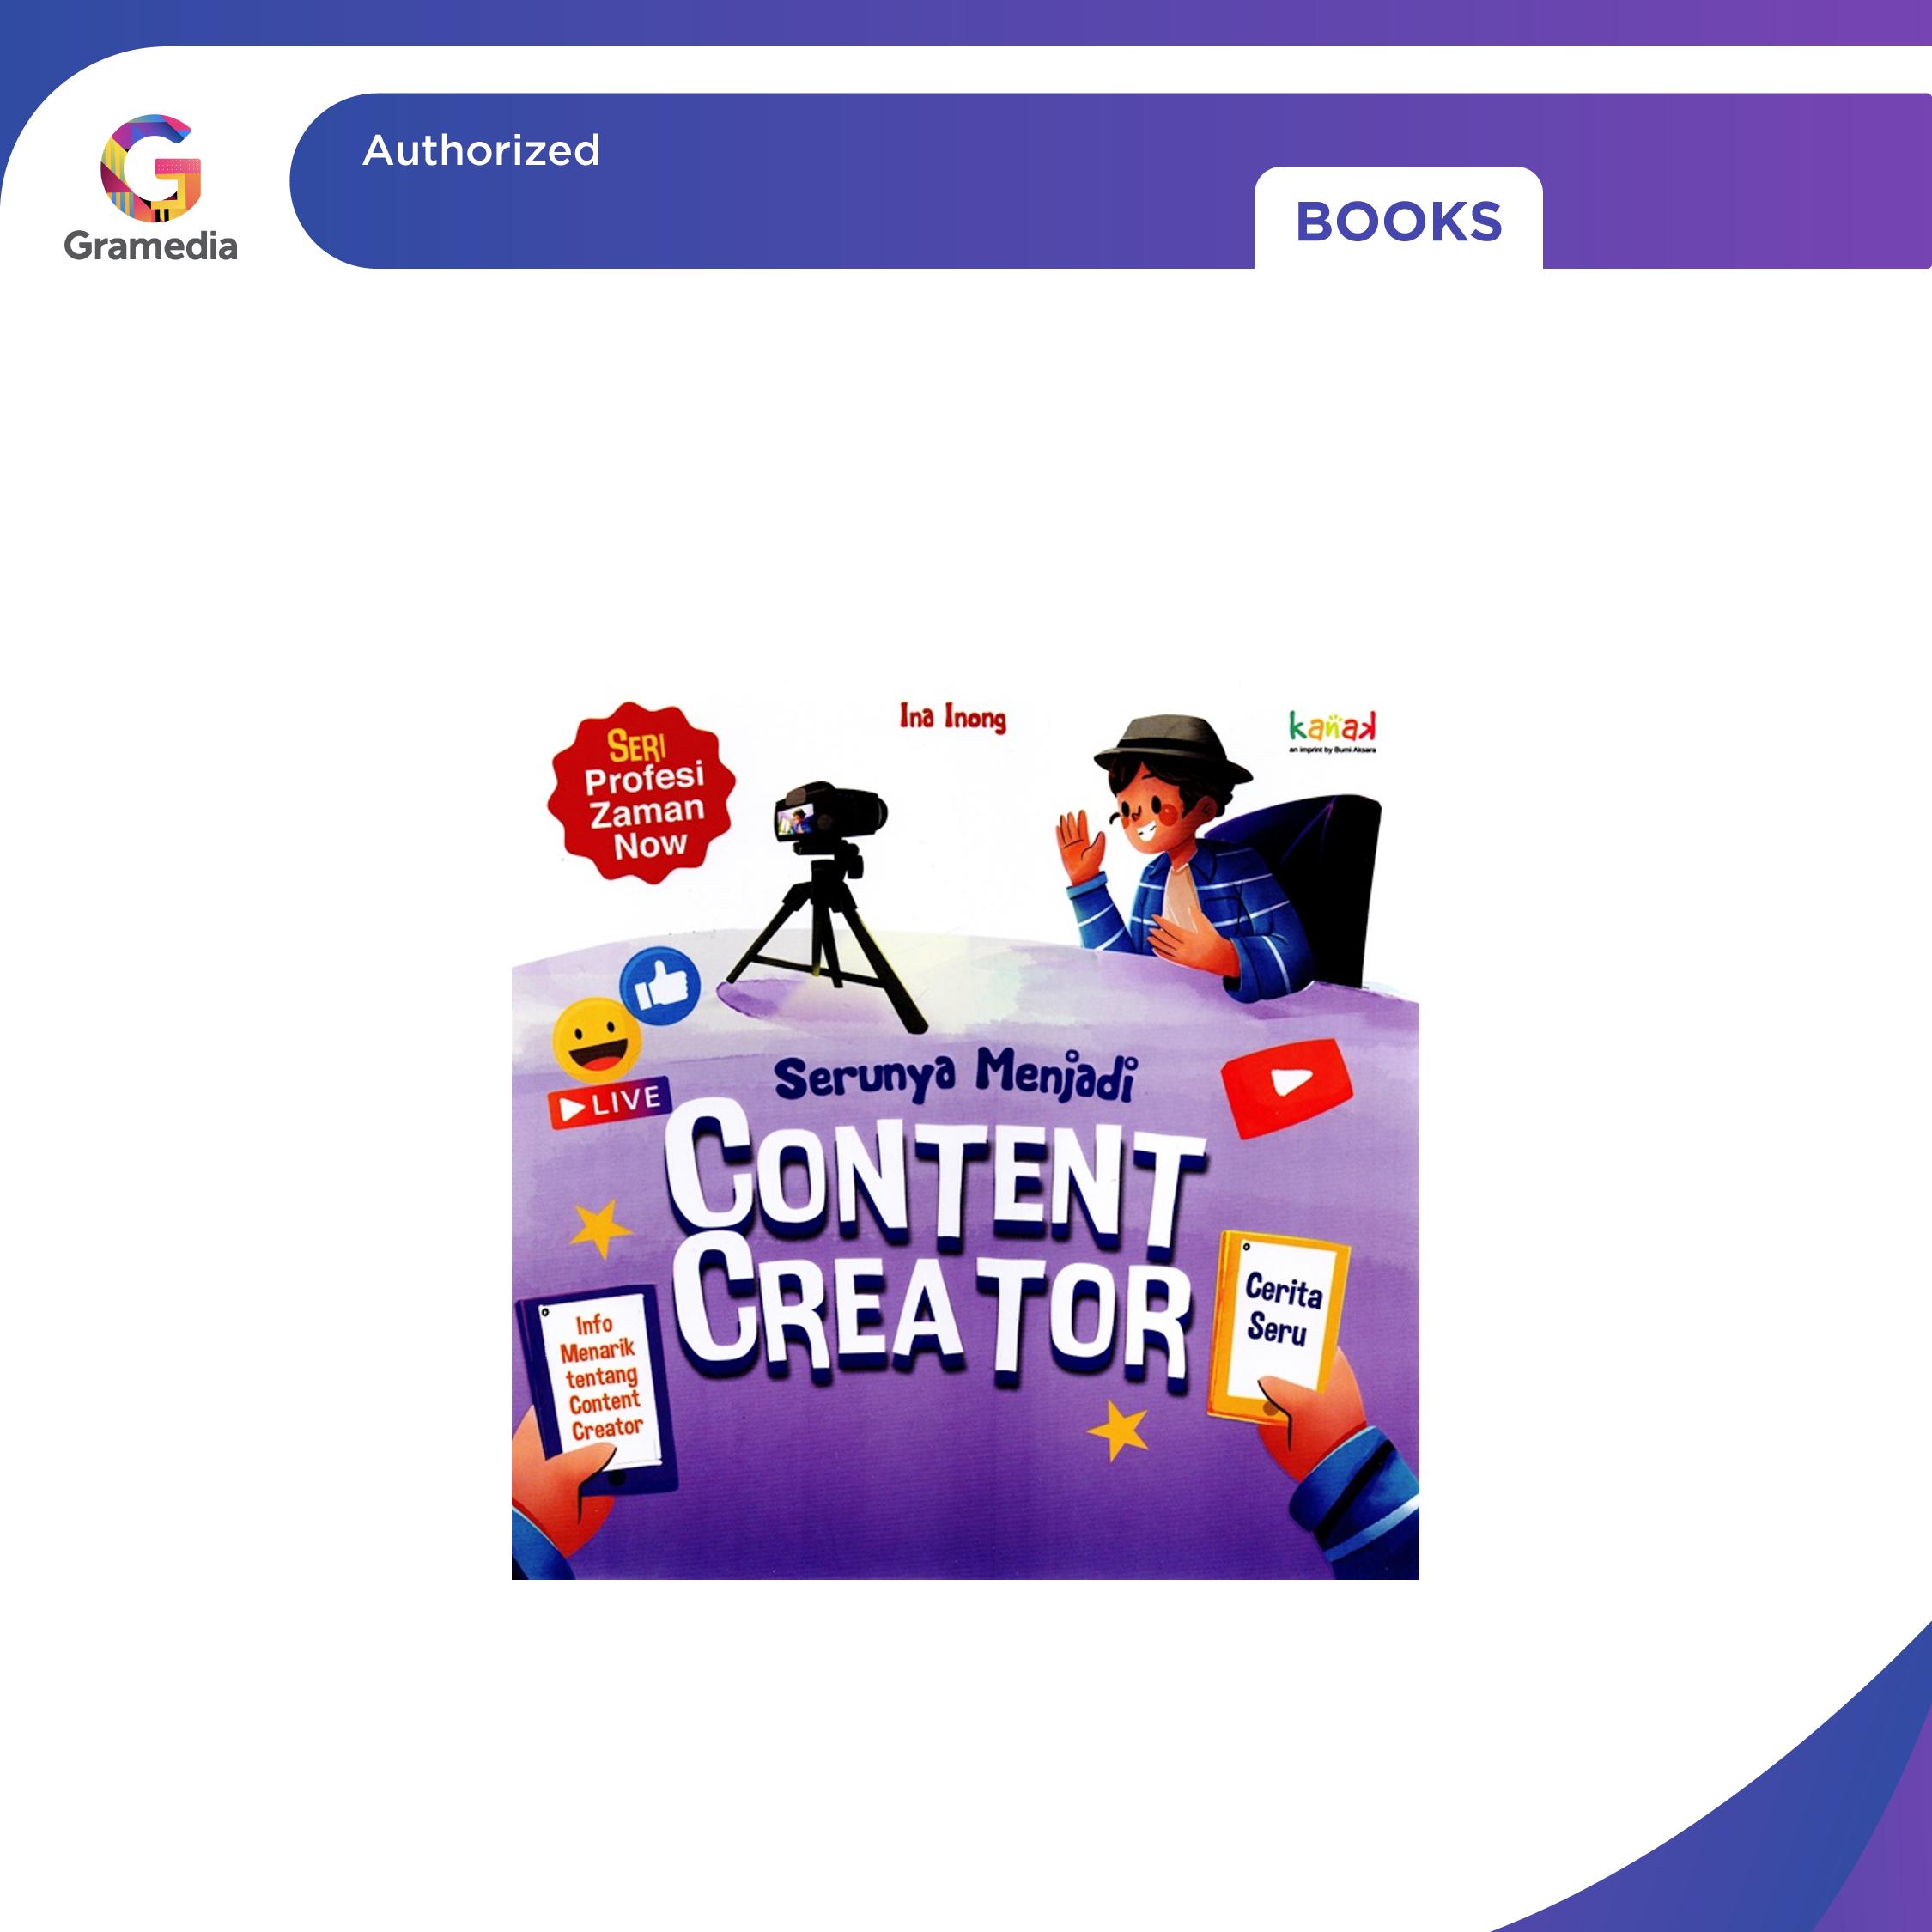 Gramedia
Authorized
BOOKS
SERI
Profesi
Zaman
Now
Ina Inong
kanak
an imprint by Bumi Aksara
LIVE
Serunya Menjadi
CONTENT
CREATOR
Info
Menarik
tentang
Content
Creator
Cerita
Seru